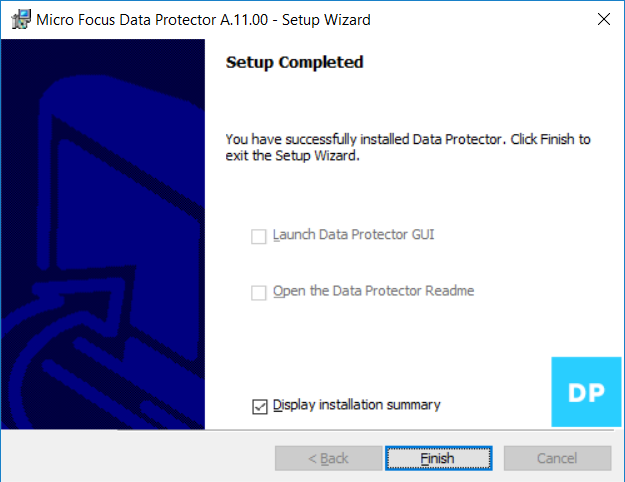 Micro Focus Data Protector A.11.00 - Setup Wizard
Setup Completed
You have successfully installed Data Protector. Click Finish to
exit the Setup Wizard.
Launch Data Protector GUI
Open the Data Protector Readme
DP
Display installation summary
< Back
Finish
Cancel